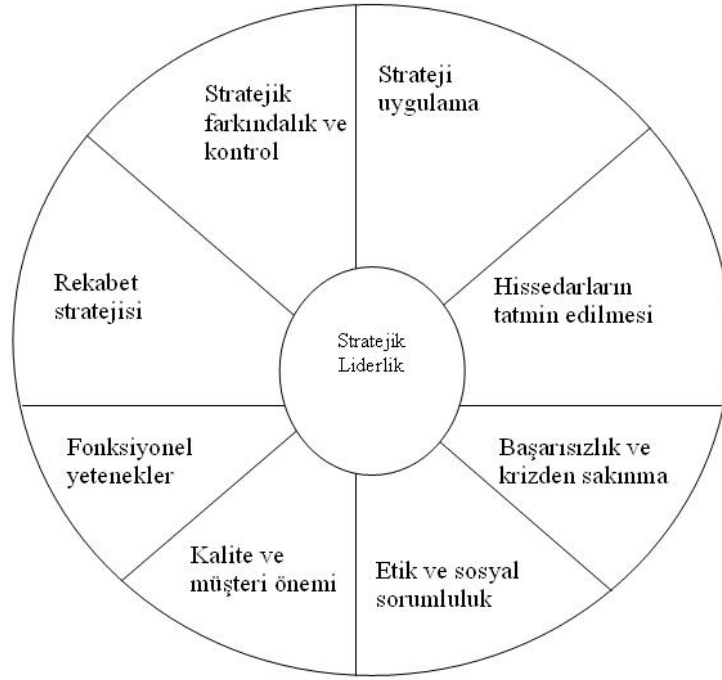 Stratejik
farkındalık ve
kontrol
Strateji
uygulama
Rekabet
stratejisi
Hissedarların
tatmin edilmesi
Stratejik
Liderlik
Fonksiyonel
yetenekler
Başarısızlık ve
krizden sakınma
Kalite ve
müşteri önemi
Etik ve sosyal
sorumluluk